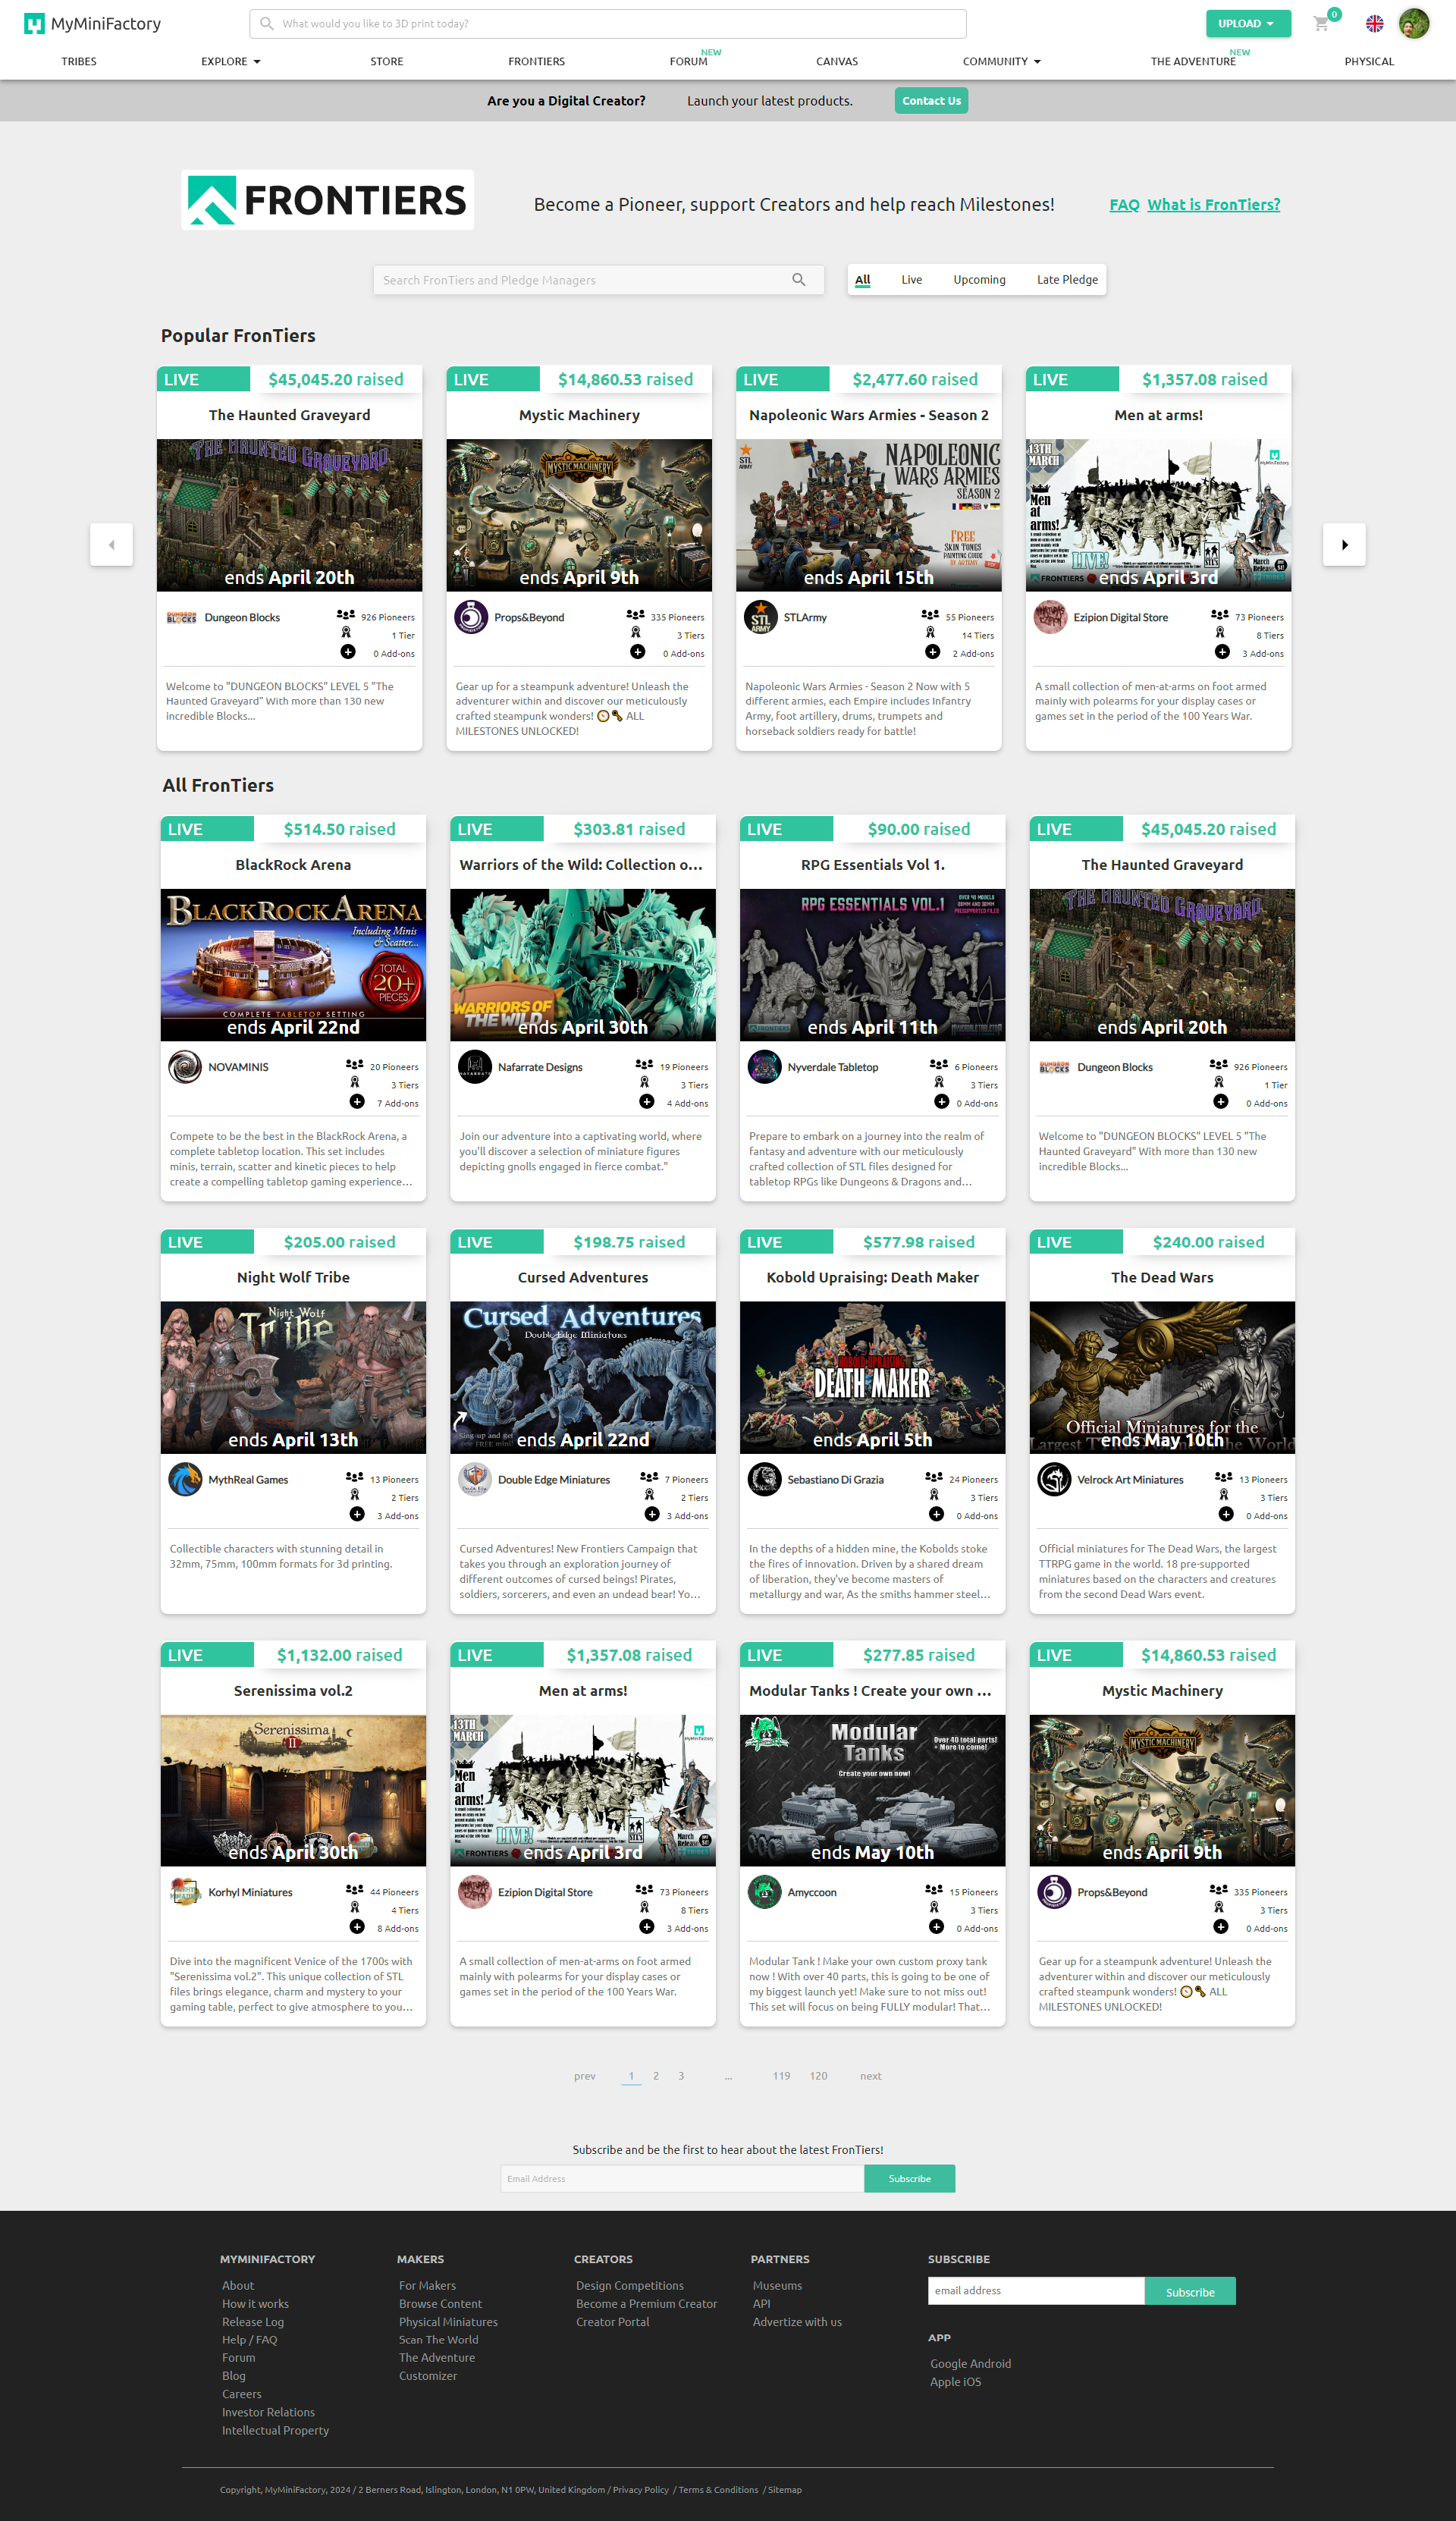 MyMiniFactory
What would you like to 3D print today?
UPLOAD
0
TRIBES
EXPLORE
STORE
FRONTIERS
FORUM
NEW
CANVAS
COMMUNITY
THE ADVENTURE
NEW
PHYSICAL
Are you a Digital Creator?
Launch your latest products.
Contact Us
FRONTIERS
Become a Pioneer, support Creators and help reach Milestones!
FAQ
What is FronTiers?
Search FronTiers and Pledge Managers
All
Live
Upcoming
Late Pledge
Popular FronTiers
LIVE
$45,045.20 raised
The Haunted Graveyard
THE HAUNTED GRAVEYARD
ends April 20th
DUNGEON BLOCKS
Dungeon Blocks
926 Pioneers
1 Tier
0 Add-ons
Welcome to "DUNGEON BLOCKS" LEVEL 5 "The
Haunted Graveyard" With more than 130 new
incredible Blocks...
LIVE
$14,860.53 raised
Mystic Machinery
MYSTIC MACHINERY
ends April 9th
Props&Beyond
335 Pioneers
3 Tiers
0 Add-ons
Gear up for a steampunk adventure! Unleash the
adventurer within and discover our meticulously
crafted steampunk wonders! ALL
MILESTONES UNLOCKED!
LIVE
$2,477.60 raised
Napoleonic Wars Armies - Season 2
STL
ARMY
NAPOLEONIC
WARS ARMIES
SEASON 2
FREE
SKIN TONES
PAINTING GUIDE
ends April 15th
STL
ARMY
STLArmy
55 Pioneers
14 Tiers
2 Add-ons
Napoleonic Wars Armies - Season 2 Now with 5
different armies, each Empire includes Infantry
Army, foot artillery, drums, trumpets and
horseback soldiers ready for battle!
LIVE
$1,357.08 raised
Men at arms!
13TH
MARCH
MyMiniFactory
Men
at
arms!
LIVE!
FRONTIERS
STL'S
March
Release
ends April 3rd
Ezipion Digital Store
73 Pioneers
8 Tiers
3 Add-ons
A small collection of men-at-arms on foot armed
mainly with polearms for your display cases or
games set in the period of the 100 Years War.
All FronTiers
LIVE
$514.50 raised
BlackRock Arena
BLACKROCK ARENA
Including Minis
& Scatter...
TOTAL
20+
PIECES
COMPLETE TABLETOP SETTING
ends April 22nd
NOVAMINIS
20 Pioneers
3 Tiers
7 Add-ons
Compete to be the best in the BlackRock Arena, a
complete tabletop location. This set includes
minis, terrain, scatter and kinetic pieces to help
create a compelling tabletop gaming experience...
LIVE
$303.81 raised
Warriors of the Wild: Collection o...
WARRIORS OF
THE WILD
ends April 30th
NAFARRATE
Nafarrate Designs
19 Pioneers
3 Tiers
4 Add-ons
Join our adventure into a captivating world, where
you'll discover a selection of miniature figures
depicting gnolls engaged in fierce combat."
LIVE
$90.00 raised
RPG Essentials Vol 1.
RPG ESSENTIALS VOL.1
OVER 40 MODELS
32MM AND 30MM
PRESUPPORTED FILES
FRONTIERS
ends April 11th
Nyverdale Tabletop
6 Pioneers
3 Tiers
0 Add-ons
Prepare to embark on a journey into the realm of
fantasy and adventure with our meticulously
crafted collection of STL files designed for
tabletop RPGs like Dungeons & Dragons and...
LIVE
$45,045.20 raised
The Haunted Graveyard
THE HAUNTED GRAVEYARD
ends April 20th
DUNGEON BLOCKS
Dungeon Blocks
926 Pioneers
1 Tier
0 Add-ons
Welcome to "DUNGEON BLOCKS" LEVEL 5 "The
Haunted Graveyard" With more than 130 new
incredible Blocks...
LIVE
$205.00 raised
Night Wolf Tribe
Night Wolf
Tribe
ends April 13th
MythReal Games
13 Pioneers
2 Tiers
3 Add-ons
Collectible characters with stunning detail in
32mm, 75mm, 100mm formats for 3d printing.
LIVE
$198.75 raised
Cursed Adventures
Cursed Adventures
Double Edge Miniatures
Sing-up and get
FREE mini!
ends April 22nd
Double Edge Miniatures
7 Pioneers
2 Tiers
3 Add-ons
Cursed Adventures! New Frontiers Campaign that
takes you through an exploration journey of
different outcomes of cursed beings! Pirates,
soldiers, sorcerers, and even an undead bear! Yo...
LIVE
$577.98 raised
Kobold Upraising: Death Maker
KOBOLD UPRAISING
DEATH MAKER
ends April 5th
Sebastiano Di Grazia
24 Pioneers
3 Tiers
0 Add-ons
In the depths of a hidden mine, the Kobolds stoke
the fires of innovation. Driven by a shared dream
of liberation, they've become masters of
metallurgy and war, As the smiths hammer steel...
LIVE
$240.00 raised
The Dead Wars
Official Miniatures for the
Largest TTRPG Game in the World
ends May 10th
Velrock Art Miniatures
13 Pioneers
3 Tiers
0 Add-ons
Official miniatures for The Dead Wars, the largest
TTRPG game in the world. 18 pre-supported
miniatures based on the characters and creatures
from the second Dead Wars event.
LIVE
$1,132.00 raised
Serenissima vol.2
Serenissima
II
ends April 30th
Korhyl Miniatures
44 Pioneers
4 Tiers
8 Add-ons
Dive into the magnificent Venice of the 1700s with
"Serenissima vol.2". This unique collection of STL
files brings elegance, charm and mystery to your
gaming table, perfect to give atmosphere to you...
LIVE
$1,357.08 raised
Men at arms!
13TH
MARCH
MyMiniFactory
Men
at
arms!
LIVE!
FRONTIERS
STL'S
March
Release
ends April 3rd
Ezipion Digital Store
73 Pioneers
8 Tiers
3 Add-ons
A small collection of men-at-arms on foot armed
mainly with polearms for your display cases or
games set in the period of the 100 Years War.
LIVE
$277.85 raised
Modular Tanks ! Create your own ...
Modular
Tanks
Over 40 total parts!
+ More to come!
Create your own now!
ends May 10th
Amyccoon
15 Pioneers
3 Tiers
0 Add-ons
Modular Tank ! Make your own custom proxy tank
now ! With over 40 parts, this is going to be one of
my biggest launch yet! Make sure to not miss out!
This set will focus on being FULLY modular! That...
LIVE
$14,860.53 raised
Mystic Machinery
MYSTIC MACHINERY
ends April 9th
Props&Beyond
335 Pioneers
3 Tiers
0 Add-ons
Gear up for a steampunk adventure! Unleash the
adventurer within and discover our meticulously
crafted steampunk wonders! ALL
MILESTONES UNLOCKED!
prev 1 2 3 ... 119 120 next
Subscribe and be the first to hear about the latest FronTiers!
Email Address
Subscribe
MYMINIFACTORY
About
How it works
Release Log
Help / FAQ
Forum
Blog
Careers
Investor Relations
Intellectual Property
MAKERS
For Makers
Browse Content
Physical Miniatures
Scan The World
The Adventure
Customizer
CREATORS
Design Competitions
Become a Premium Creator
Creator Portal
PARTNERS
Museums
API
Advertize with us
SUBSCRIBE
email address
Subscribe
APP
Google Android
Apple iOS
Copyright, MyMiniFactory, 2024 / 2 Berners Road, Islington, London, N1 0PW, United Kingdom / Privacy Policy / Terms & Conditions / Sitemap